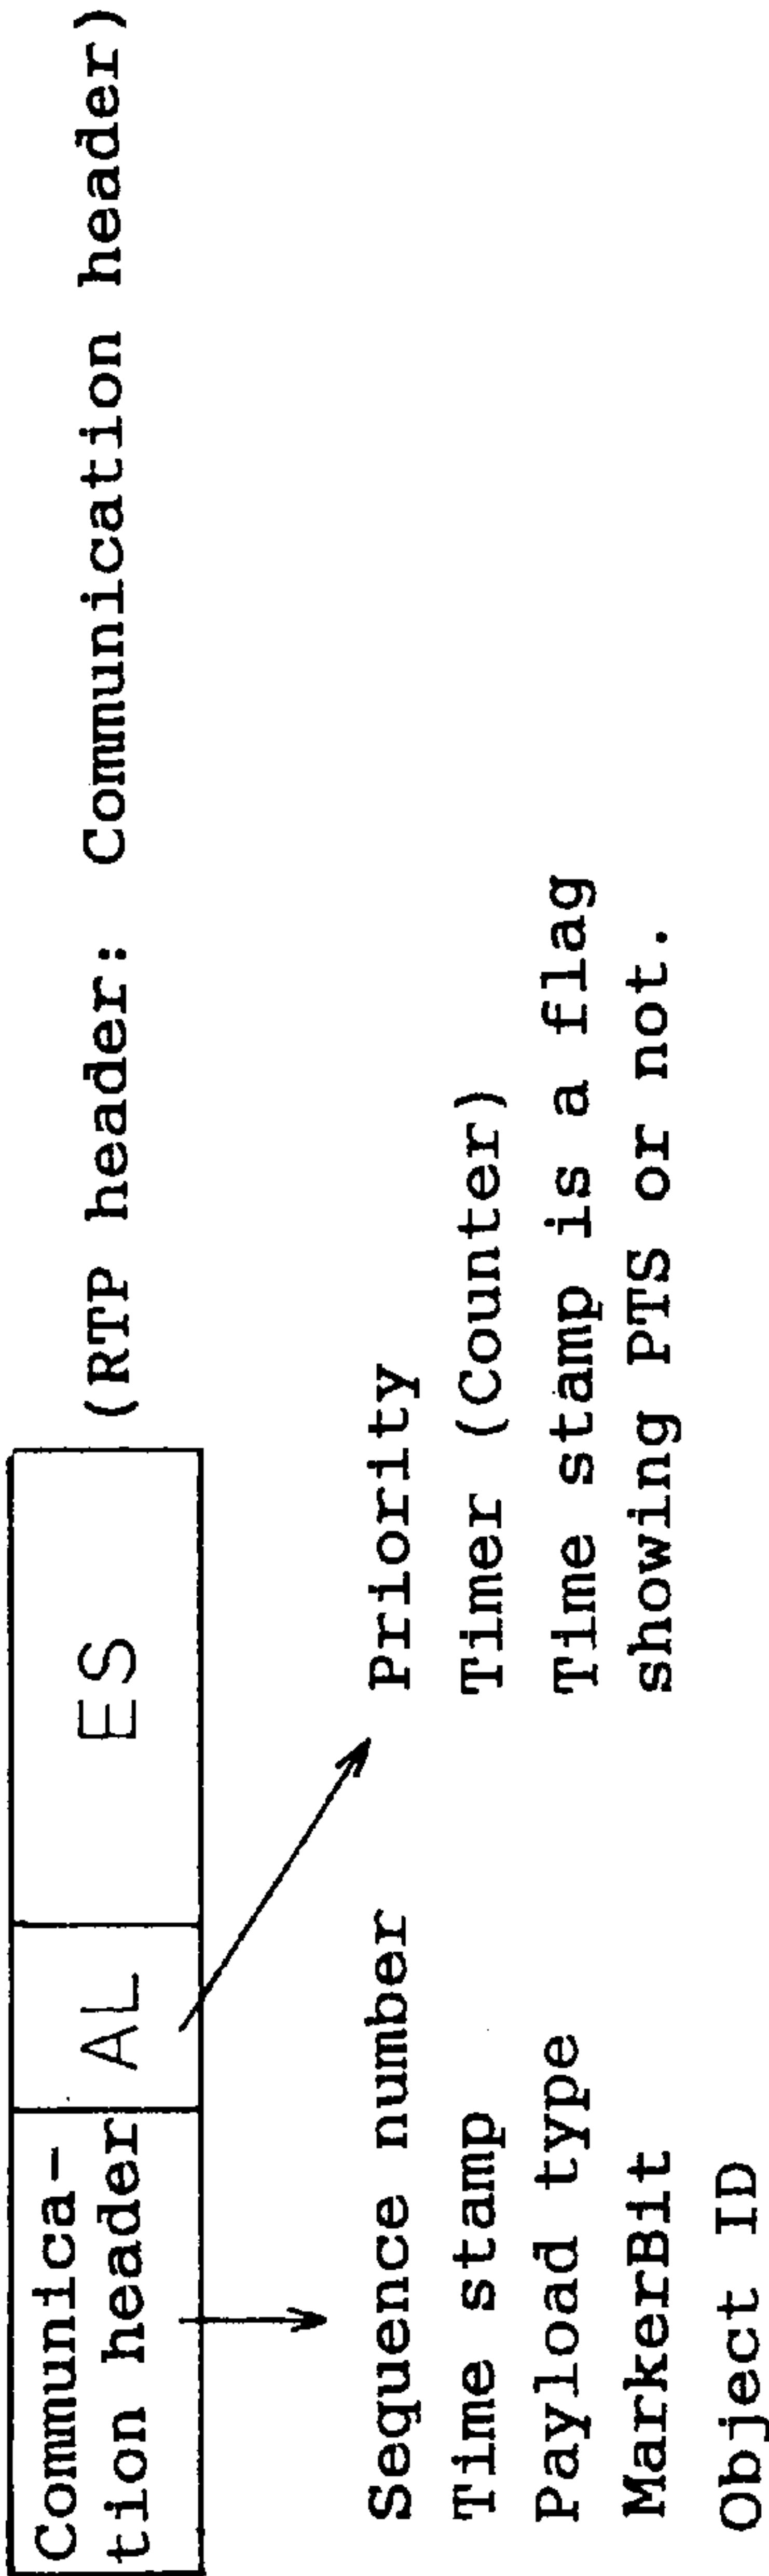 Communica-
tion header
AL
ES
(RTP header: Communication header)
Sequence number
Time stamp
Payload type
MarkerBit
Object ID
Priority
Timer (Counter)
Time stamp is a flag
showing PTS or not.